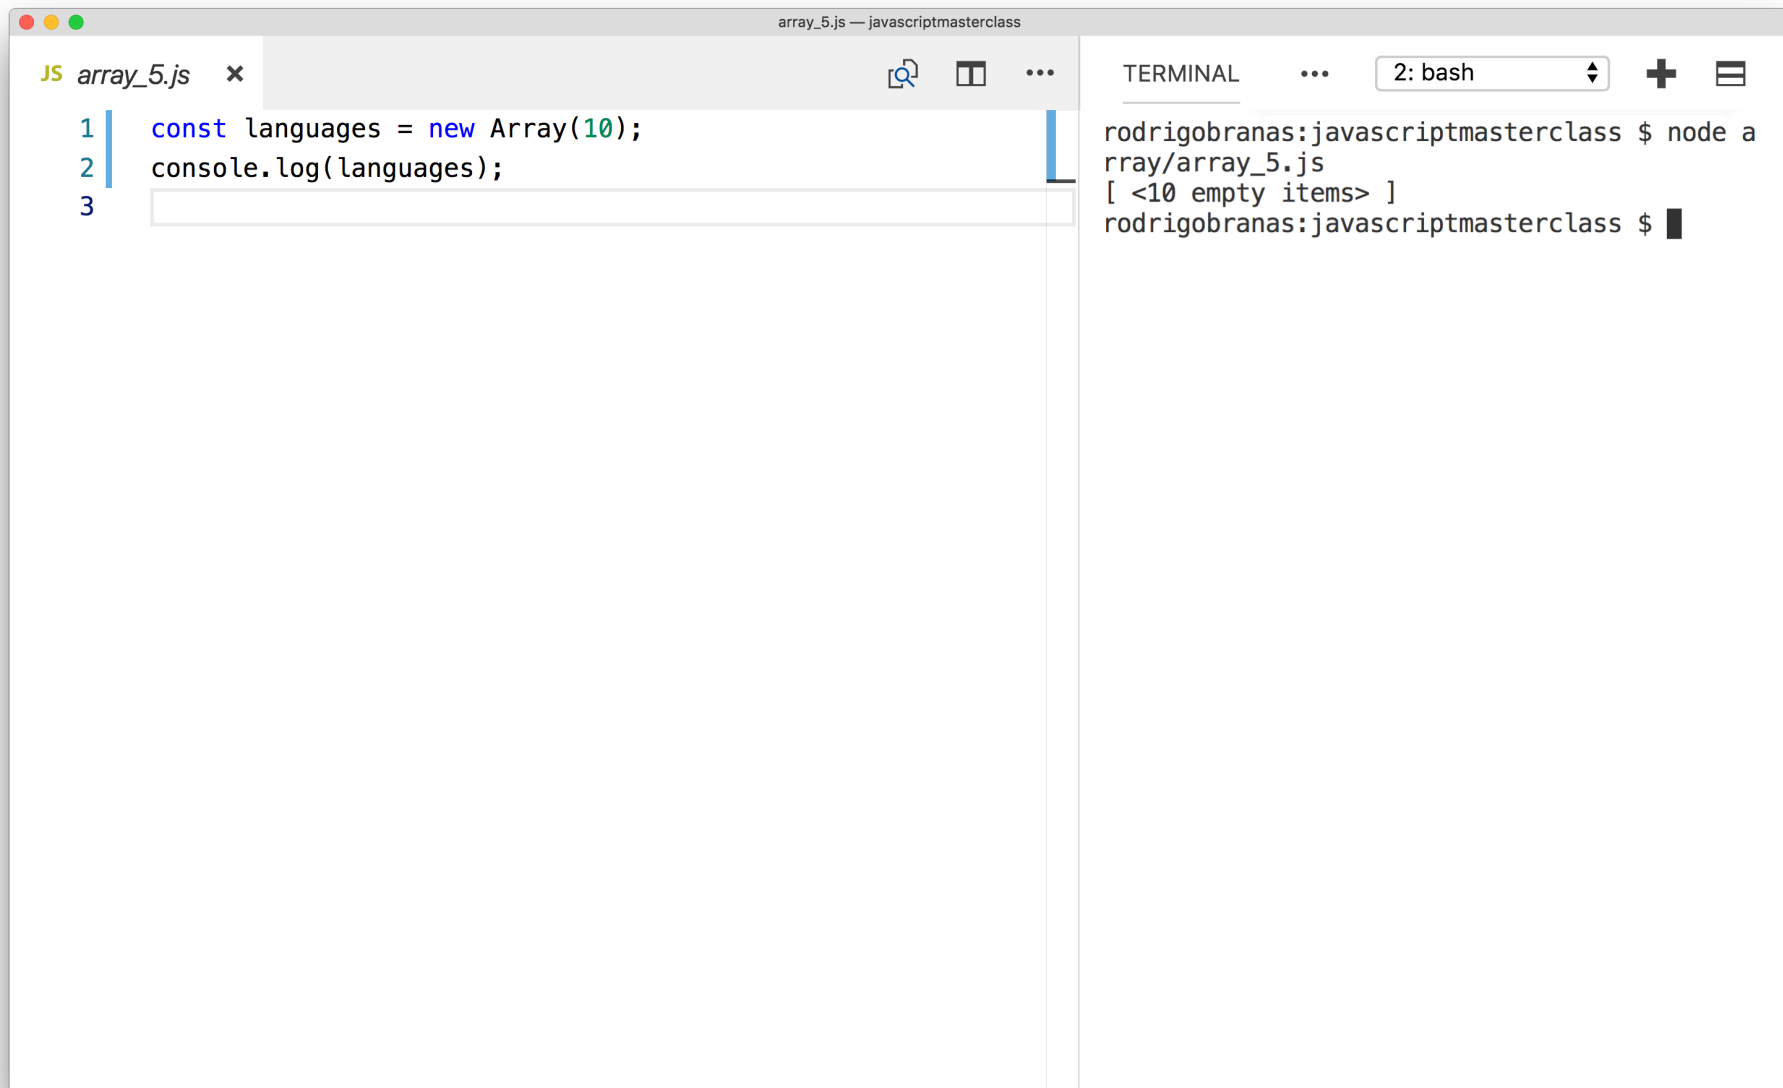 array_5.js — javascriptmasterclass
JS array_5.js
TERMINAL
2: bash
1 const languages = new Array(10);
2 console.log(languages);
3
rodrigobranas:javascriptmasterclass $ node a
rray/array_5.js
[ <10 empty items> ]
rodrigobranas:javascriptmasterclass $